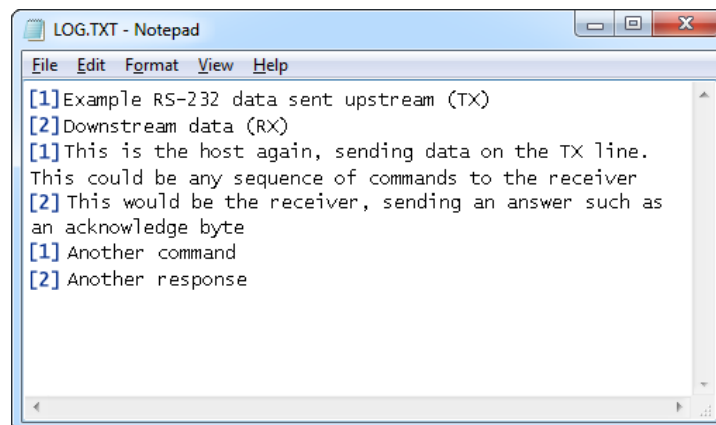 LOG.TXT - Notepad
File Edit Format View Help
[1]Example RS-232 data sent upstream (TX)
[2]Downstream data (RX)
[1]This is the host again, sending data on the TX line.
This could be any sequence of commands to the receiver
[2] This would be the receiver, sending an answer such as
an acknowledge byte
[1] Another command
[2] Another response